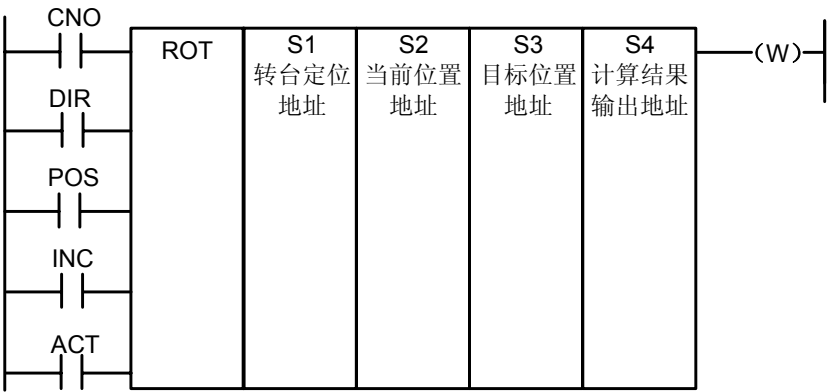 CNO
ROT
S1
转台定位
地址
S2
当前位置
地址
S3
目标位置
地址
S4
计算结果
输出地址
(W)
DIR
POS
INC
ACT